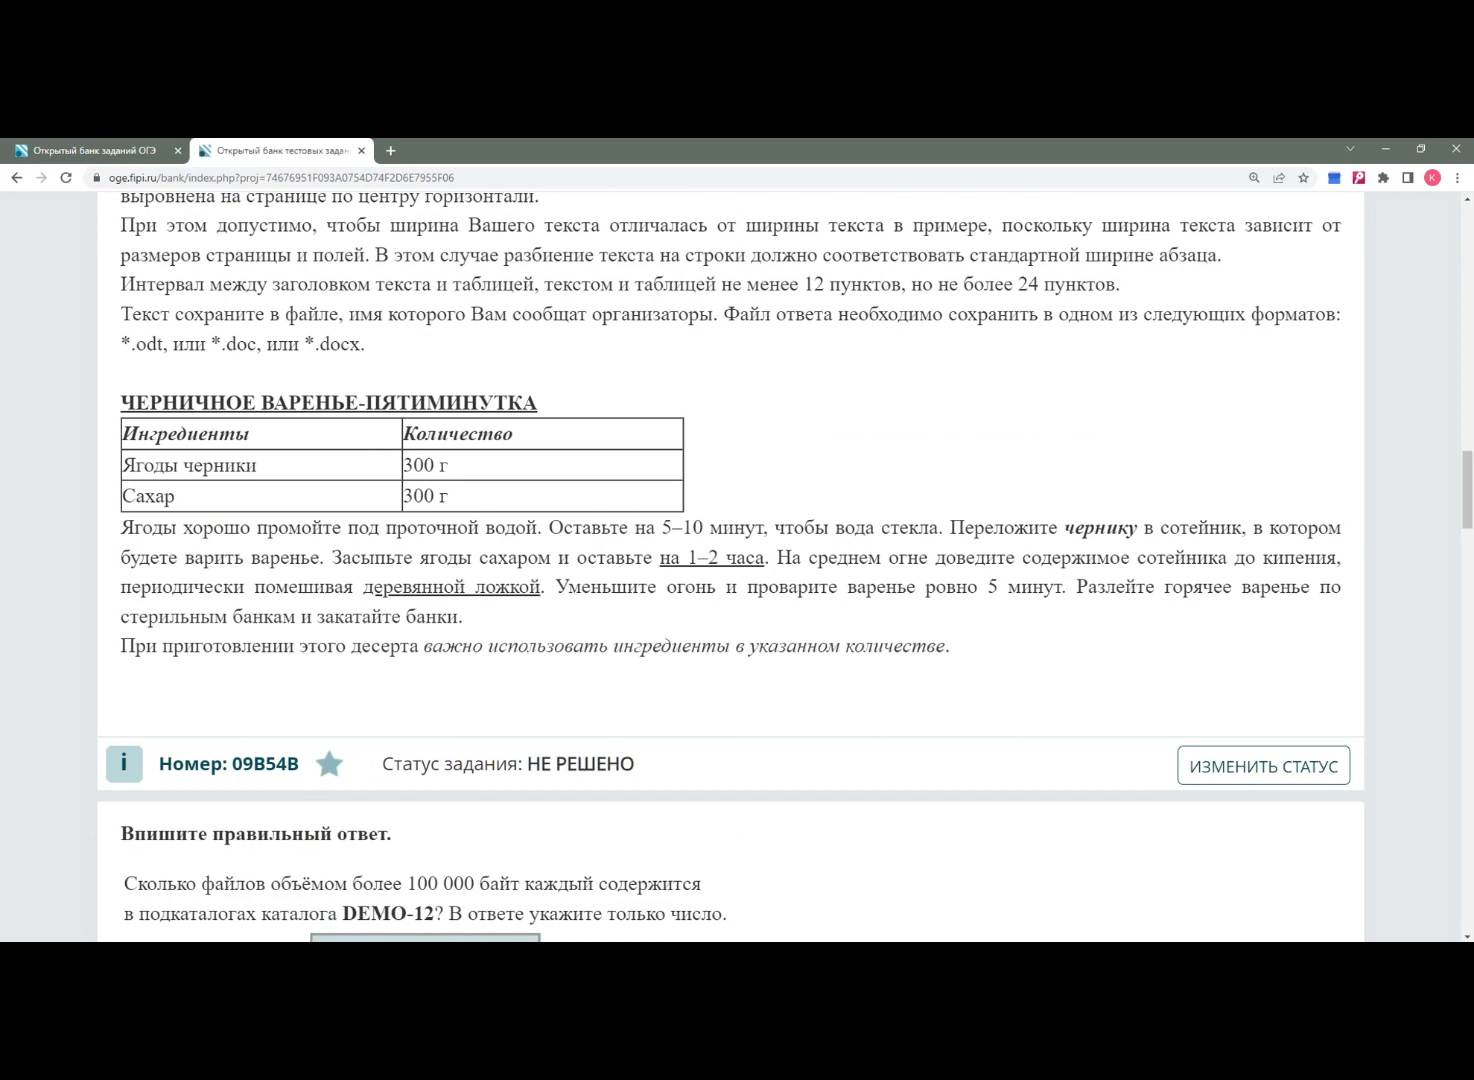 Открытый банк заданий ОГЭ
Открытый банк тестовых задан
oge.fipi.ru/bank/index.php?proj=74676951F093A0754D74F2D6E7955F06
K
выровнена на странице по центру горизонтали.
При этом допустимо, чтобы ширина Вашего текста отличалась от ширины текста в примере, поскольку ширина текста зависит от
размеров страницы и полей. В этом случае разбиение текста на строки должно соответствовать стандартной ширине абзаца.
Интервал между заголовком текста и таблицей, текстом и таблицей не менее 12 пунктов, но не более 24 пунктов.
Текст сохраните в файле, имя которого Вам сообщат организаторы. Файл ответа необходимо сохранить в одном из следующих форматов:
*.odt, или *.doc, или *.docx.
ЧЕРНИЧНОЕ ВАРЕНЬЕ-ПЯТИМИНУТКА
Ингредиенты Количество
Ягоды черники 300 г
Сахар 300 г
Ягоды хорошо промойте под проточной водой. Оставьте на 5–10 минут, чтобы вода стекла. Переложите чернику в сотейник, в котором
будете варить варенье. Засыпьте ягоды сахаром и оставьте на 1–2 часа. На среднем огне доведите содержимое сотейника до кипения,
периодически помешивая деревянной ложкой. Уменьшите огонь и проварите варенье ровно 5 минут. Разлейте горячее варенье по
стерильным банкам и закатайте банки.
При приготовлении этого десерта важно использовать ингредиенты в указанном количестве.
i Номер: 09B54B Статус задания: НЕ РЕШЕНО ИЗМЕНИТЬ СТАТУС
Впишите правильный ответ.
Сколько файлов объёмом более 100 000 байт каждый содержится
в подкаталогах каталога DEMO-12? В ответе укажите только число.